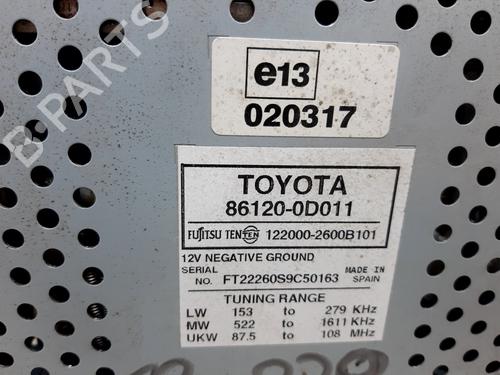 B-PARTS
e13
020317
TOYOTA
86120-0D011
FUJITSU TEN TEN 122000-2600B101
12V NEGATIVE GROUND
SERIAL NO. FT22260S9C50163 MADE IN SPAIN
TUNING RANGE
LW 153 to 279 KHz
MW 522 to 1611 KHz
UKW 87.5 to 108 MHz